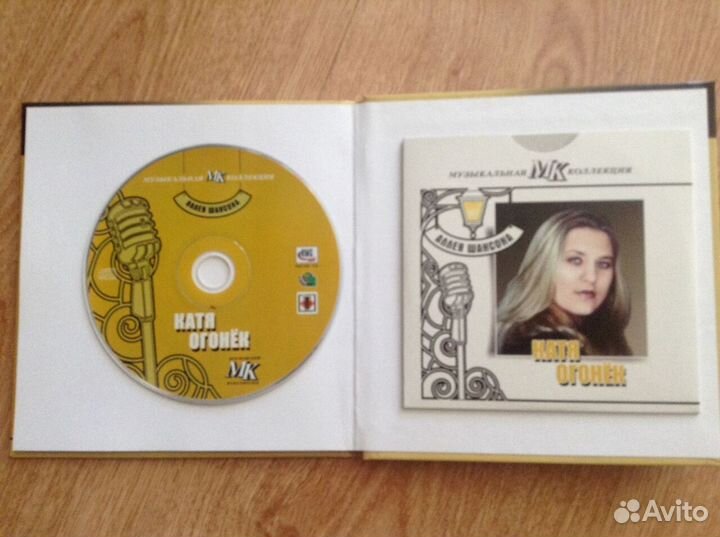 МУЗЫКАЛЬНАЯ МК КОЛЛЕКЦИЯ
АЛЛЕЯ ШАНСОНА
КАТЯ
ОГОНЁК
МК
МУЗЫКАЛЬНАЯ МК КОЛЛЕКЦИЯ
АЛЛЕЯ ШАНСОНА
КАТЯ
ОГОНЁК
Avito